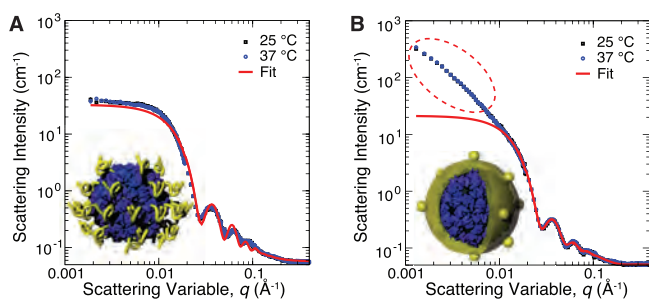 A
Scattering Intensity (cm⁻¹)
10³
10²
10¹
10⁰
10⁻¹
25 °C
37 °C
Fit
0.001
0.01
0.1
Scattering Variable, q (Å⁻¹)
B
Scattering Intensity (cm⁻¹)
10³
10²
10¹
10⁰
10⁻¹
25 °C
37 °C
Fit
0.001
0.01
0.1
Scattering Variable, q (Å⁻¹)